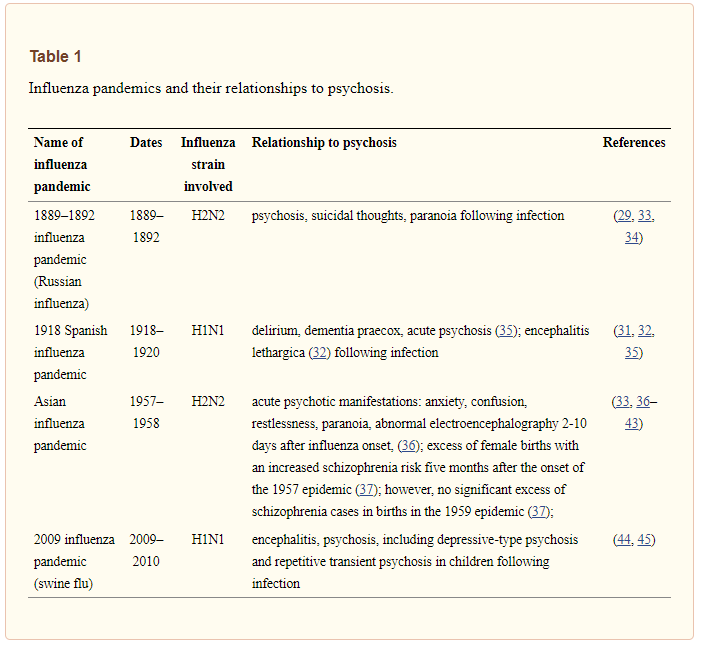 Table 1
Influenza pandemics and their relationships to psychosis.
Name of influenza pandemic Dates Influenza strain involved Relationship to psychosis References
1889–1892 influenza pandemic (Russian influenza) 1889–1892 H2N2 psychosis, suicidal thoughts, paranoia following infection (29, 33, 34)
1918 Spanish influenza pandemic 1918–1920 H1N1 delirium, dementia praecox, acute psychosis (35); encephalitis lethargica (32) following infection (31, 32, 35)
Asian influenza pandemic 1957–1958 H2N2 acute psychotic manifestations: anxiety, confusion, restlessness, paranoia, abnormal electroencephalography 2-10 days after influenza onset, (36); excess of female births with an increased schizophrenia risk five months after the onset of the 1957 epidemic (37); however, no significant excess of schizophrenia cases in births in the 1959 epidemic (37); (33, 36–43)
2009 influenza pandemic (swine flu) 2009–2010 H1N1 encephalitis, psychosis, including depressive-type psychosis and repetitive transient psychosis in children following infection (44, 45)